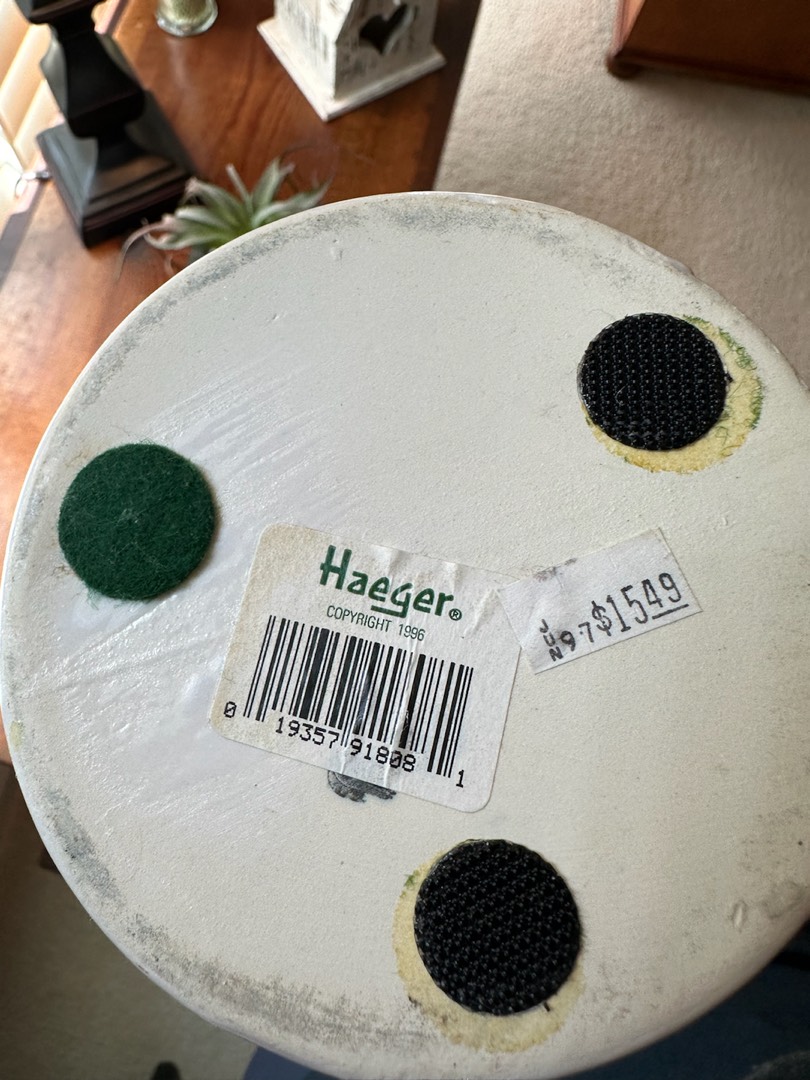 Haeger®
COPYRIGHT 1996
0 19357 91808 1
JUN 97 $1549